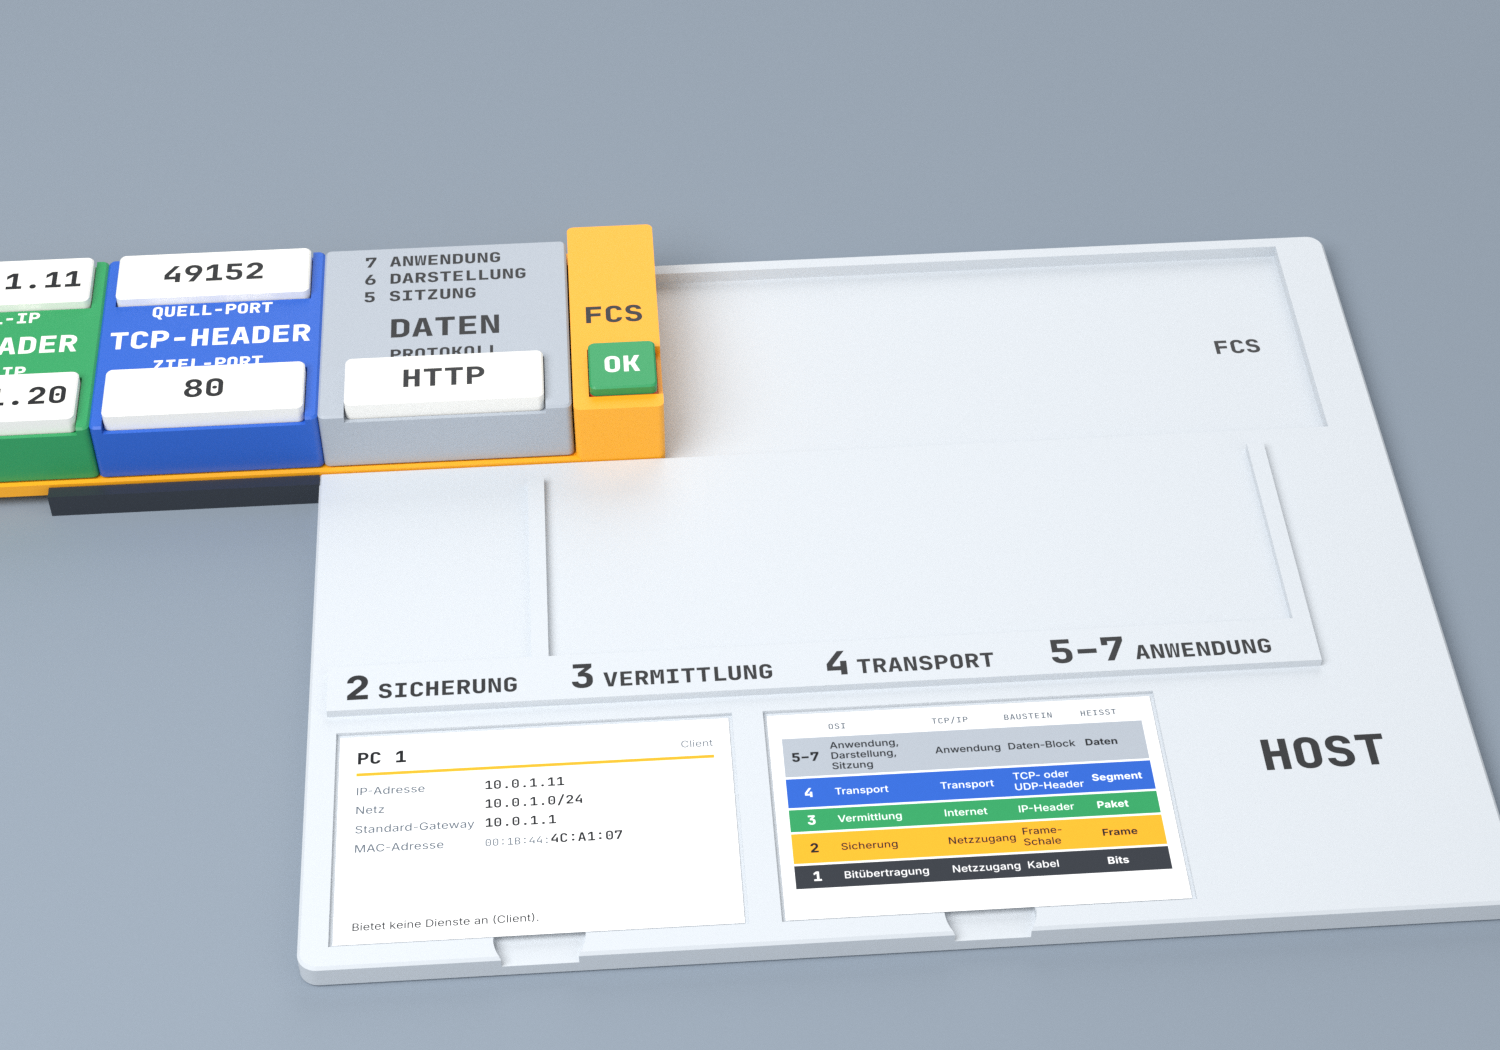 1.11
-IP
ADER
IP
.20
49152
QUELL-PORT
TCP-HEADER
ZIEL-PORT
80
7 ANWENDUNG
6 DARSTELLUNG
5 SITZUNG
DATEN
PROTOKOLL
HTTP
FCS
OK
FCS
2 SICHERUNG
3 VERMITTLUNG
4 TRANSPORT
5–7 ANWENDUNG
PC 1
Client
IP-Adresse 10.0.1.11
Netz 10.0.1.0/24
Standard-Gateway 10.0.1.1
MAC-Adresse 00:1B:44:4C:A1:07
Bietet keine Dienste an (Client).
OSI TCP/IP BAUSTEIN HEISST
5–7 Anwendung, Darstellung, Sitzung Anwendung Daten-Block Daten
4 Transport Transport TCP- oder UDP-Header Segment
3 Vermittlung Internet IP-Header Paket
2 Sicherung Netzzugang Frame-Schale Frame
1 Bitübertragung Netzzugang Kabel Bits
HOST